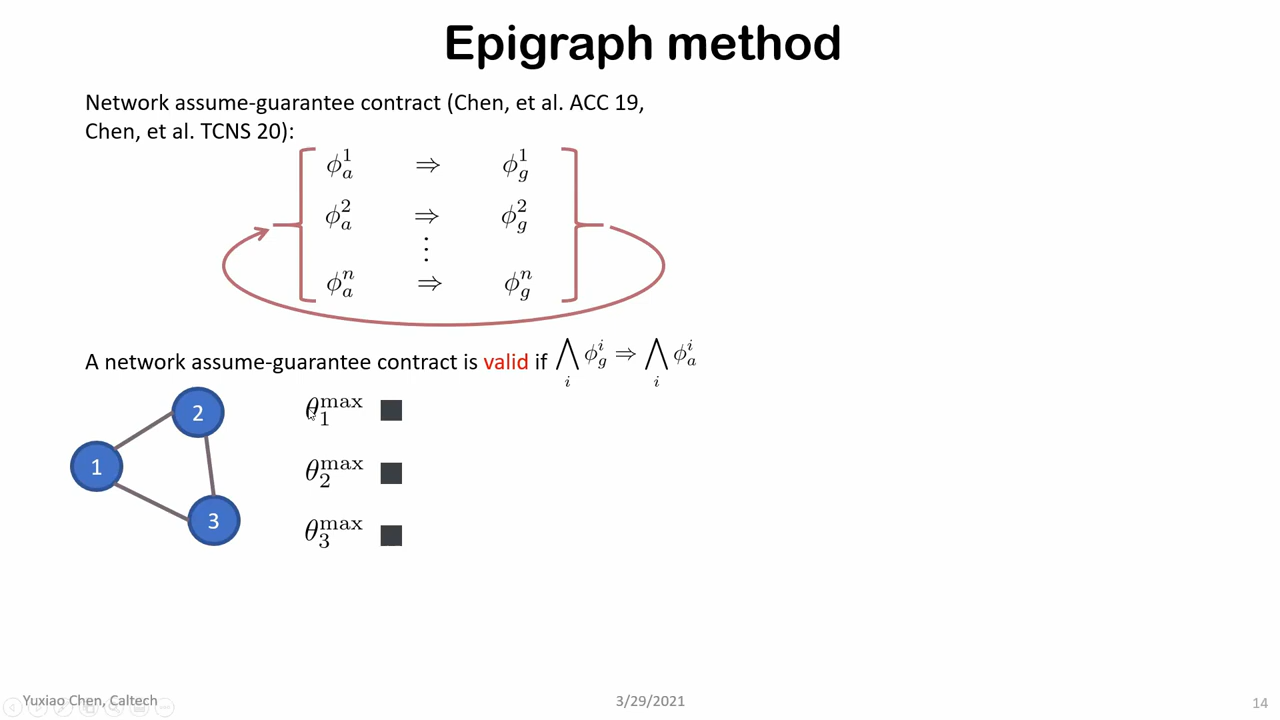 Epigraph method
Network assume-guarantee contract (Chen, et al. ACC 19,
Chen, et al. TCNS 20):
ϕ_a^1 ⇒ ϕ_g^1
ϕ_a^2 ⇒ ϕ_g^2
⋮
ϕ_a^n ⇒ ϕ_g^n
A network assume-guarantee contract is valid if ⋀_i ϕ_g^i ⇒ ⋀_i ϕ_a^i
2
1
3
θ_1^max
θ_2^max
θ_3^max
Yuxiao Chen, Caltech
3/29/2021
14